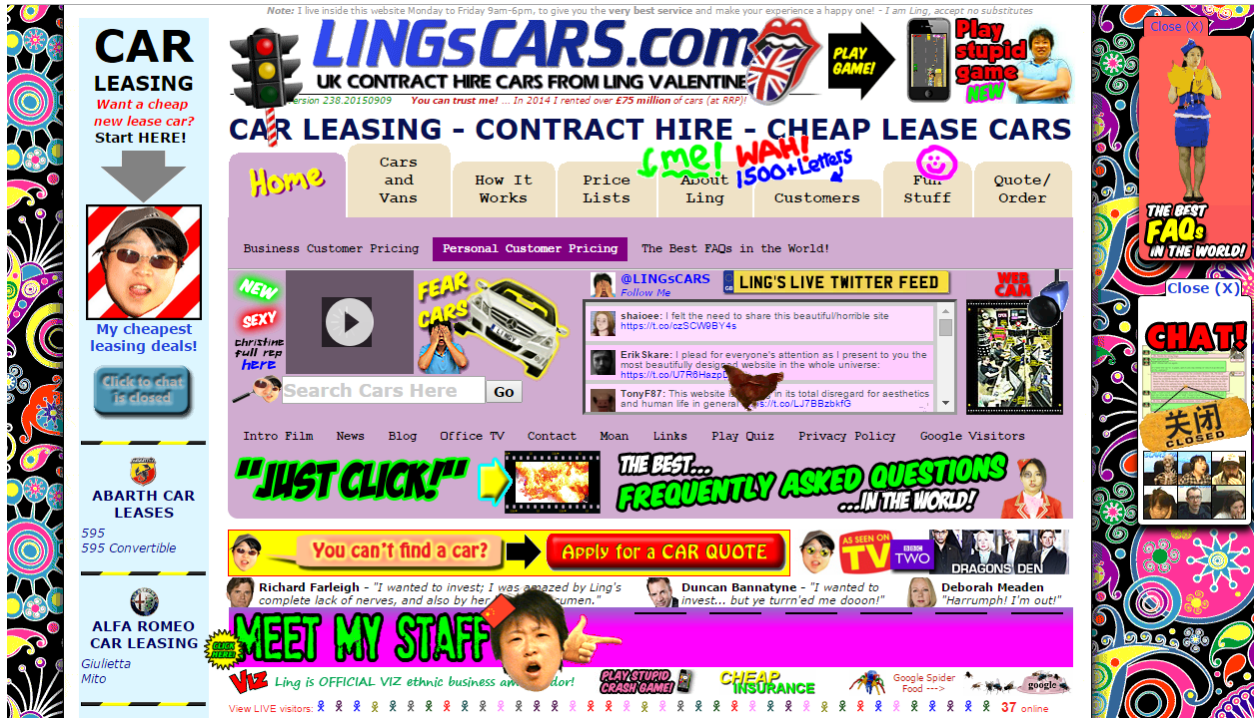 Note: I live inside this website Monday to Friday 9am-6pm, to give you the very best service and make your experience a happy one! - I am Ling, accept no substitutes
CAR
LEASING
Want a cheap
new lease car?
Start HERE!
My cheapest
leasing deals!
Click to chat
is closed
ABARTH CAR
LEASES
595
595 Convertible
ALFA ROMEO
CAR LEASING
Giulietta
Mito
LINGsCARS.com
UK CONTRACT HIRE CARS FROM LING VALENTINE
PLAY
GAME!
Play
stupid
game
NEW
ersion 238.20150909 You can trust me! ... In 2014 I rented over £75 million of cars (at RRP)!
CAR LEASING - CONTRACT HIRE - CHEAP LEASE CARS
me! WAH!
1500+Letters
Home
Cars
and
Vans
How It
Works
Price
Lists
About
Ling
Customers
Fun
Stuff
Quote/
Order
Business Customer Pricing
Personal Customer Pricing
The Best FAQs in the World!
NEW
SEXY
christine
full rep
here
FEAR
CARS
Search Cars Here
Go
@LINGsCARS
Follow Me
GB LING'S LIVE TWITTER FEED
shaioee: I felt the need to share this beautiful/horrible site
https://t.co/czSCW9BY4s
ErikSkare: I plead for everyone's attention as I present to you the
most beautifully designed website in the whole universe:
https://t.co/U7R6Hazp
TonyF87: This website in its total disregard for aesthetics
and human life in general s://t.co/LJ7BBzbkfG
WEB
CAM
Intro Film News Blog Office TV Contact Moan Links Play Quiz Privacy Policy Google Visitors
"JUST CLICK!"
THE BEST...
FREQUENTLY ASKED QUESTIONS
...IN THE WORLD!
You can't find a car?
Apply for a CAR QUOTE
AS SEEN ON
TV
BBC
TWO
DRAGONS DEN
Richard Farleigh - "I wanted to invest; I was amazed by Ling's
complete lack of nerves, and also by her cumen."
Duncan Bannatyne - "I wanted to
invest... but ye turrn'ed me dooon!"
Deborah Meaden
"Harrumph! I'm out!"
CLICK
HERE!
MEET MY STAFF
VIZ
Ling is OFFICIAL VIZ ethnic business am dor!
PLAY STUPID
CRASH GAME!
CHEAP
INSURANCE
Google Spider
Food --->
google
View LIVE visitors:
37 online
Close (X)
THE BEST
FAQs
IN THE WORLD!
Close (X)
CHAT!
关闭
CLOSED